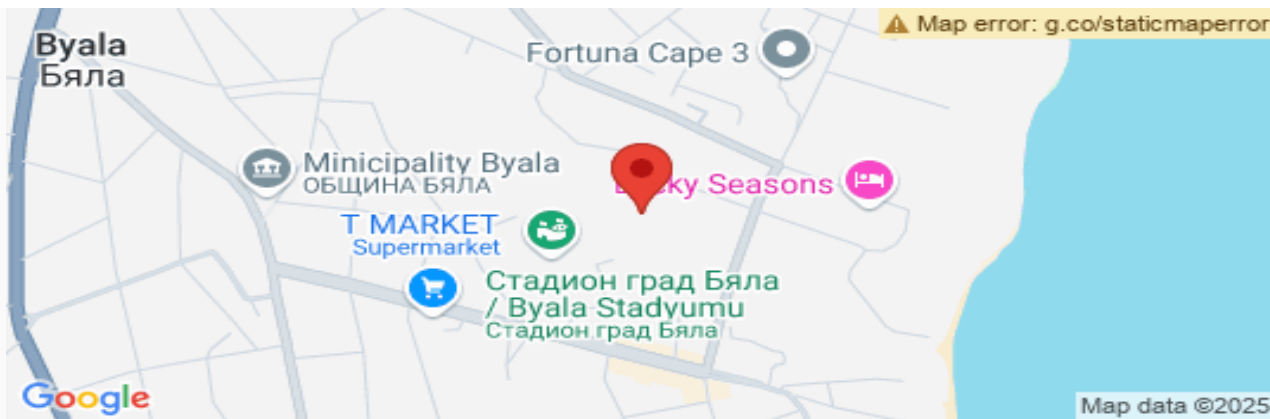 Map error: g.co/staticmaperror
Byala
Бяла
Fortuna Cape 3
Minicipality Byala
ОБЩИНА БЯЛА
Seasons
T MARKET
Supermarket
Стадион град Бяла
/ Byala Stadyumu
Стадион град Бяла
Google
Map data ©2025